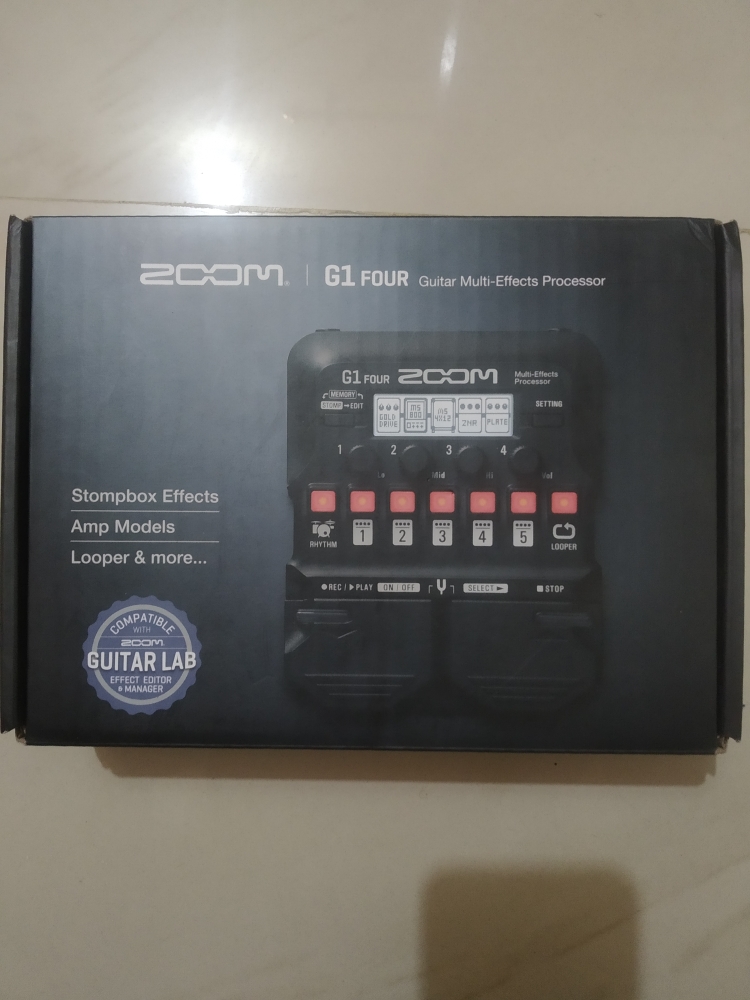 ZOOM | G1 FOUR Guitar Multi-Effects Processor
G1 FOUR ZOOM Multi-Effects Processor
MEMORY
STOMP → EDIT
SETTING
GOLD DRIVE MS 800 MS 4X12 ZNR PLATE
1 2 3 4
Lo Mid Hi Vol
Stompbox Effects
Amp Models
Looper & more...
RHYTHM 1 2 3 4 5 LOOPER
●REC / ▶PLAY ON | OFF SELECT ► ■ STOP
COMPATIBLE
WITH
ZOOM
GUITAR LAB
EFFECT EDITOR
& MANAGER